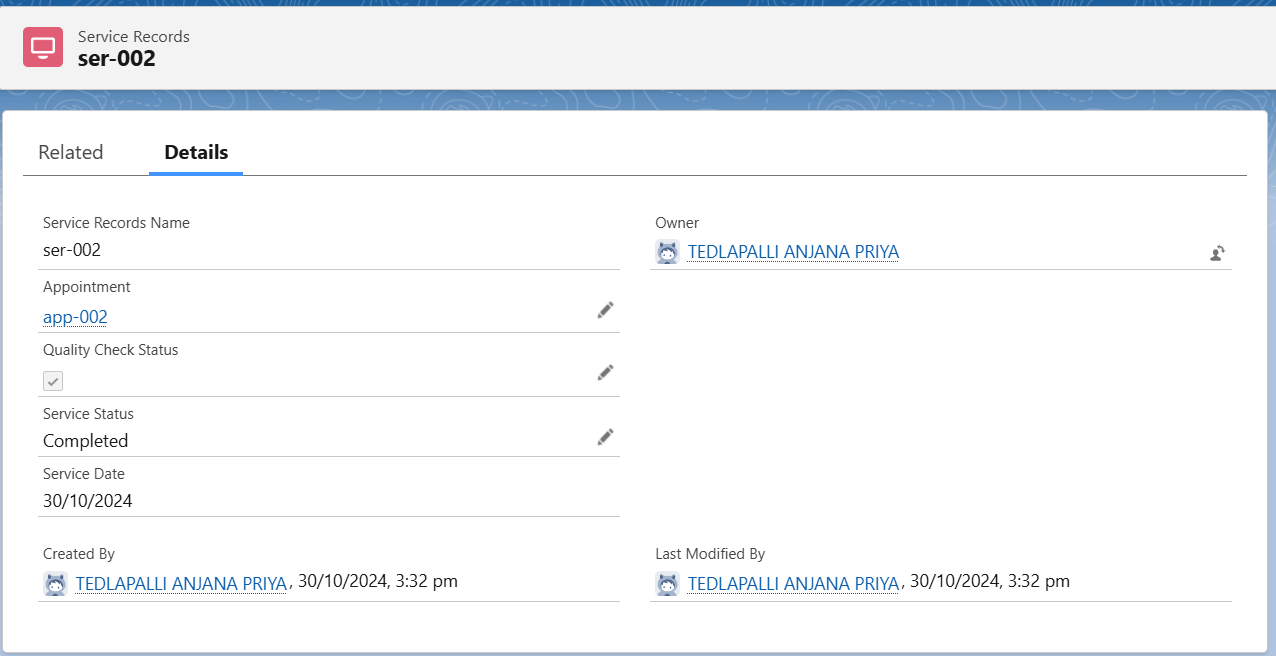 Service Records
ser-002
Related Details
Service Records Name
ser-002
Owner
TEDLAPALLI ANJANA PRIYA
Appointment
app-002
Quality Check Status
Service Status
Completed
Service Date
30/10/2024
Created By
TEDLAPALLI ANJANA PRIYA, 30/10/2024, 3:32 pm
Last Modified By
TEDLAPALLI ANJANA PRIYA, 30/10/2024, 3:32 pm